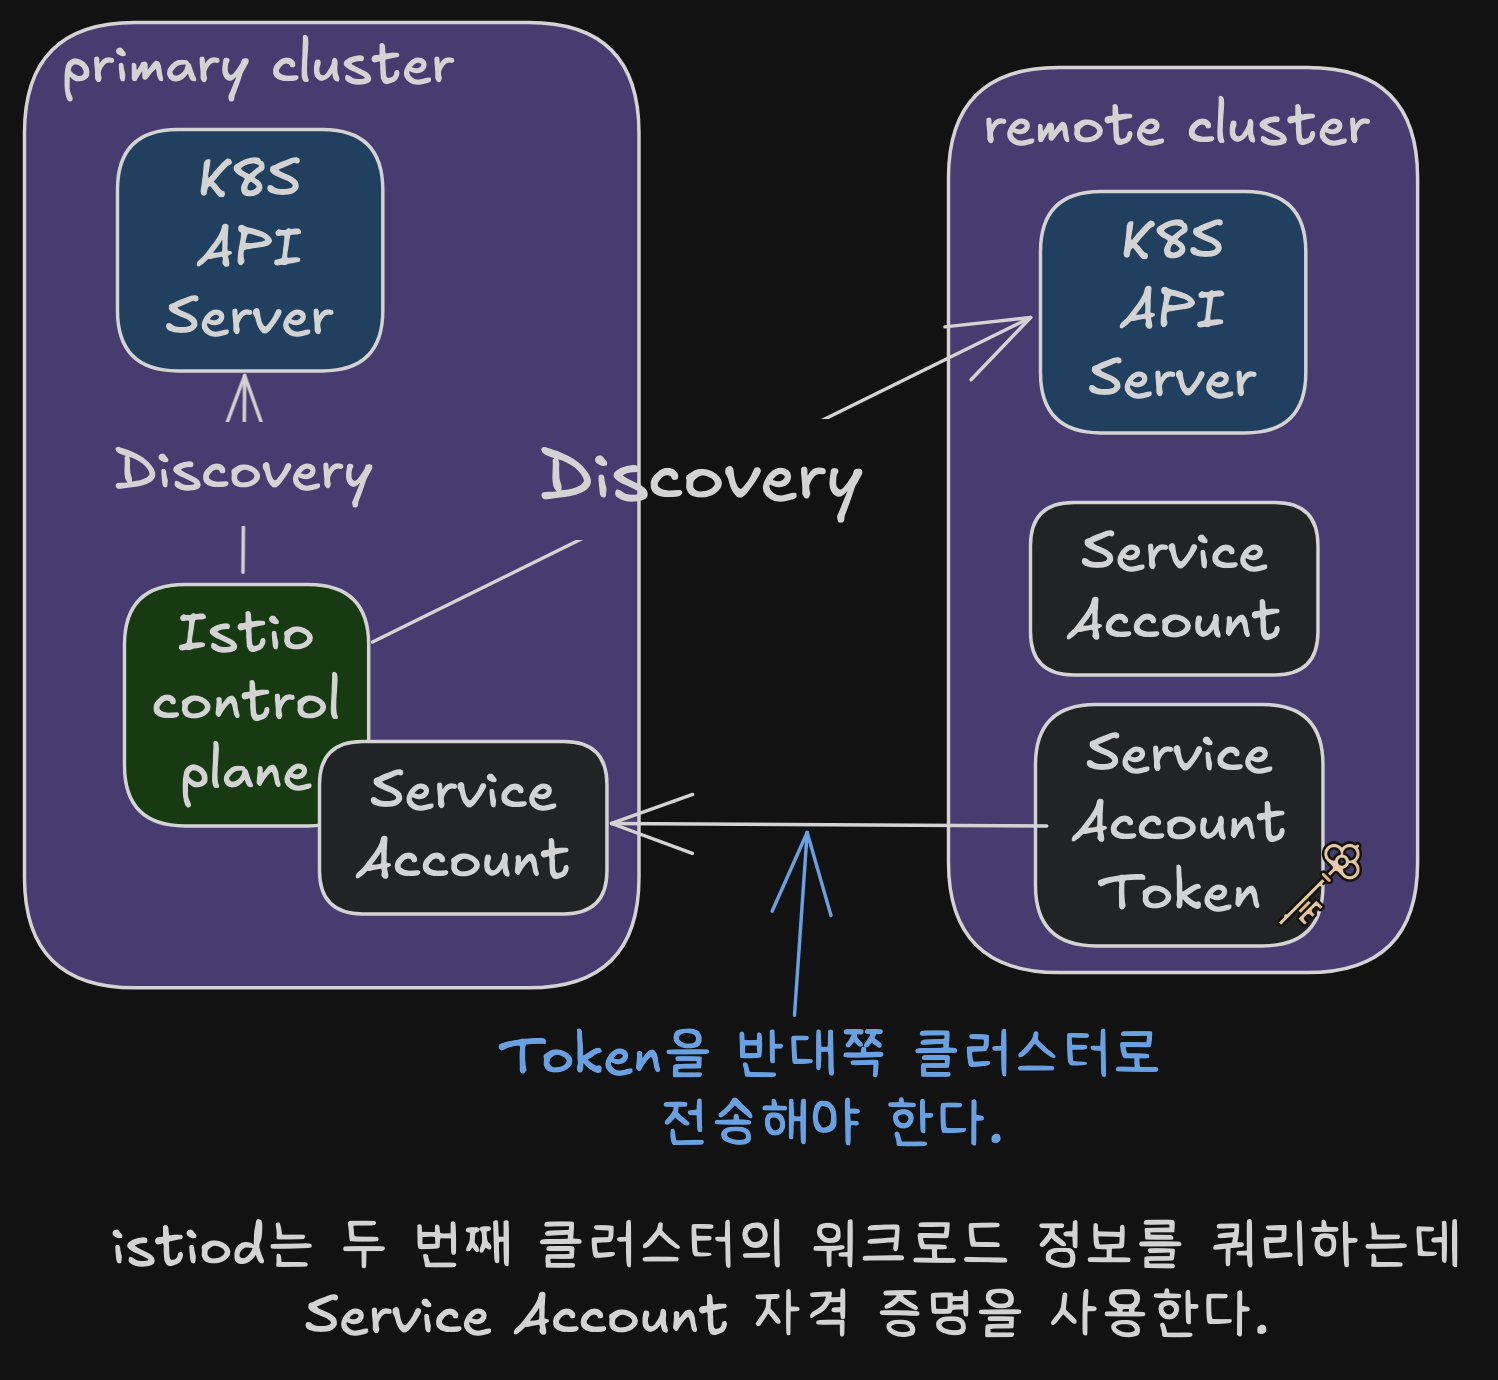 primary cluster
K8S
API
Server
Discovery
Istio
control
plane
Service
Account
Discovery
remote cluster
K8S
API
Server
Service
Account
Service
Account
Token
Token을 반대쪽 클러스터로
전송해야 한다.
istiod는 두 번째 클러스터의 워크로드 정보를 쿼리하는데
Service Account 자격 증명을 사용한다.